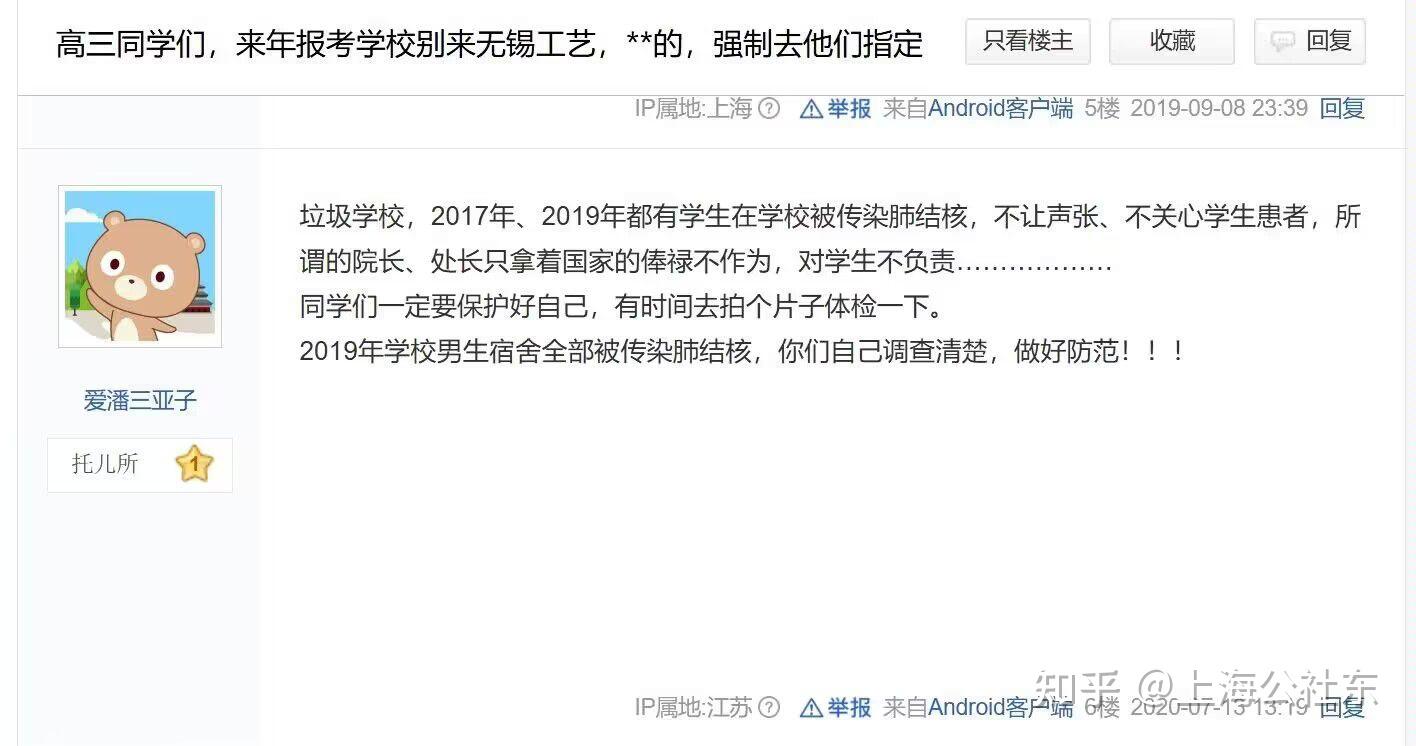 高三同学们，来年报考学校别来无锡工艺，**的，强制去他们指定
只看楼主
收藏
回复
IP属地:上海 举报 来自Android客户端 5楼 2019-09-08 23:39 回复
垃圾学校，2017年、2019年都有学生在学校被传染肺结核，不让声张、不关心学生患者，所
谓的院长、处长只拿着国家的俸禄不作为，对学生不负责………………
同学们一定要保护好自己，有时间去拍个片子体检一下。
2019年学校男生宿舍全部被传染肺结核，你们自己调查清楚，做好防范！！！
爱潘三亚子
托儿所 1
知乎 @上海公社东
IP属地:江苏 举报 来自Android客户端 6楼 2020-07-13 13:19 回复